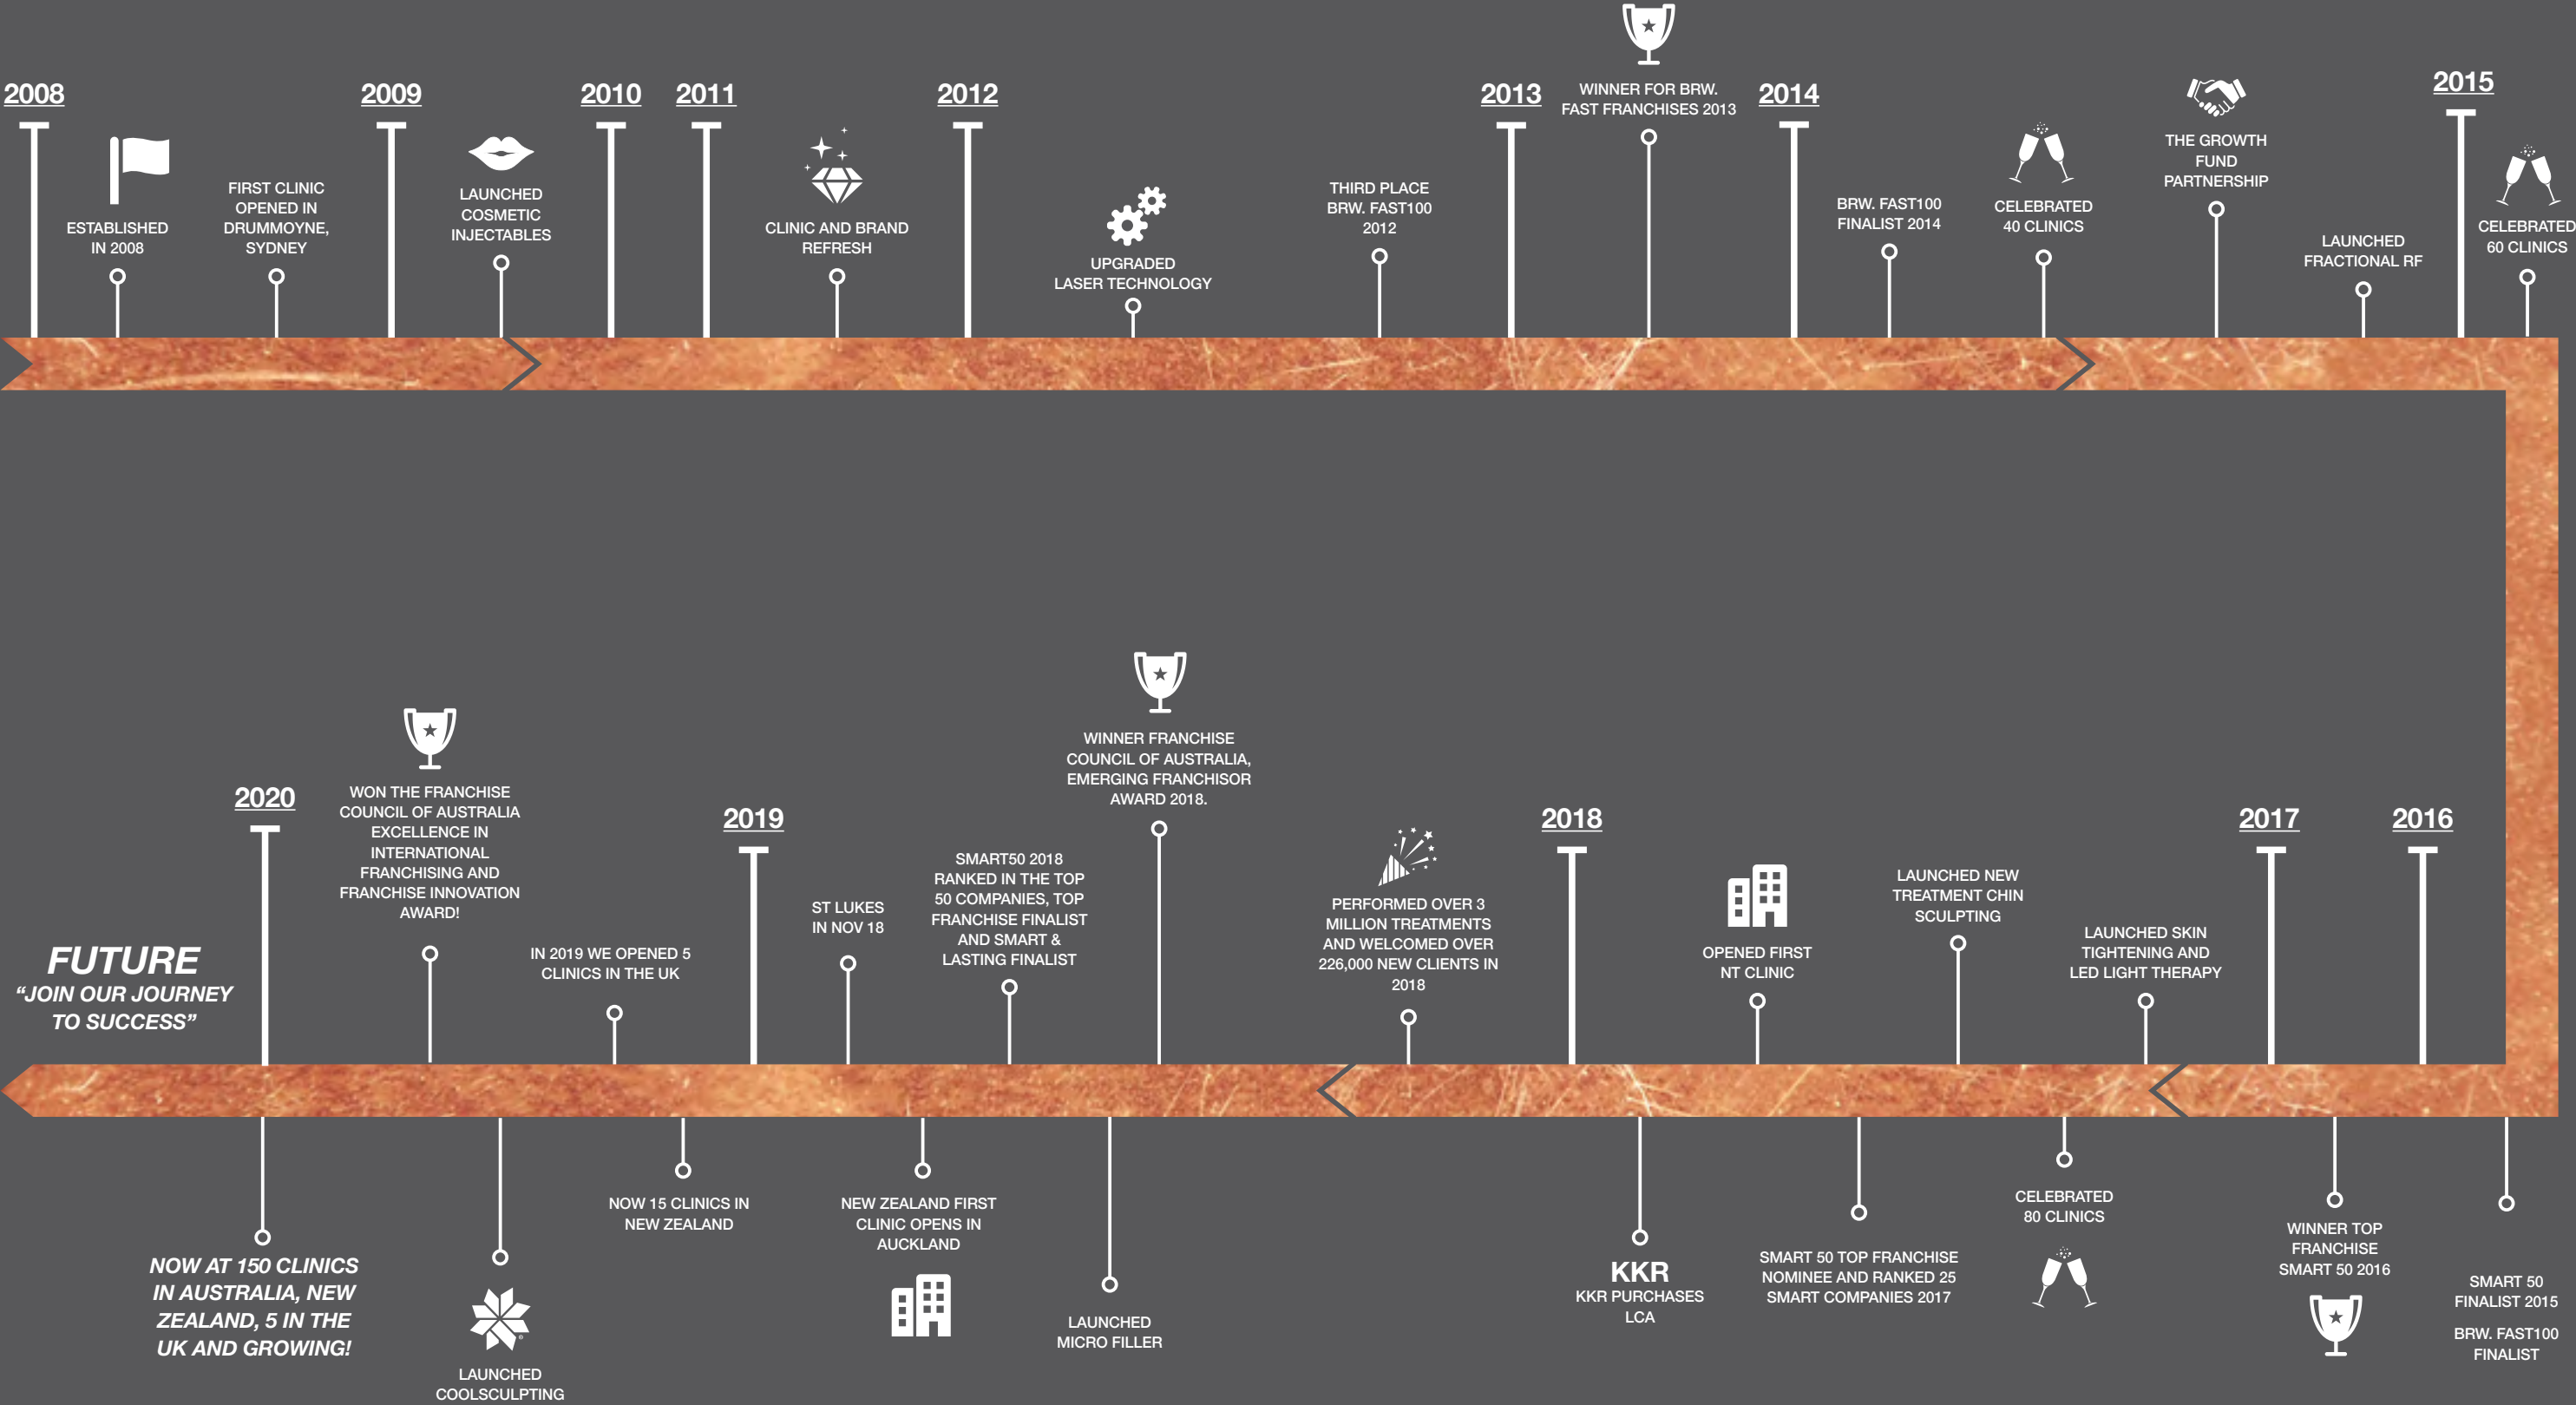 2008
ESTABLISHED
IN 2008
FIRST CLINIC
OPENED IN
DRUMMOYNE,
SYDNEY
2009
LAUNCHED
COSMETIC
INJECTABLES
2010
2011
CLINIC AND BRAND
REFRESH
2012
UPGRADED
LASER TECHNOLOGY
THIRD PLACE
BRW. FAST100
2012
2013
WINNER FOR BRW.
FAST FRANCHISES 2013
2014
BRW. FAST100
FINALIST 2014
CELEBRATED
40 CLINICS
THE GROWTH
FUND
PARTNERSHIP
LAUNCHED
FRACTIONAL RF
2015
CELEBRATED
60 CLINICS
SMART 50
FINALIST 2015
BRW. FAST100
FINALIST
2016
WINNER TOP
FRANCHISE
SMART 50 2016
2017
LAUNCHED SKIN
TIGHTENING AND
LED LIGHT THERAPY
CELEBRATED
80 CLINICS
LAUNCHED NEW
TREATMENT CHIN
SCULPTING
SMART 50 TOP FRANCHISE
NOMINEE AND RANKED 25
SMART COMPANIES 2017
OPENED FIRST
NT CLINIC
KKR
KKR PURCHASES
LCA
2018
PERFORMED OVER 3
MILLION TREATMENTS
AND WELCOMED OVER
226,000 NEW CLIENTS IN
2018
WINNER FRANCHISE
COUNCIL OF AUSTRALIA,
EMERGING FRANCHISOR
AWARD 2018.
LAUNCHED
MICRO FILLER
SMART50 2018
RANKED IN THE TOP
50 COMPANIES, TOP
FRANCHISE FINALIST
AND SMART &
LASTING FINALIST
NEW ZEALAND FIRST
CLINIC OPENS IN
AUCKLAND
ST LUKES
IN NOV 18
2019
NOW 15 CLINICS IN
NEW ZEALAND
IN 2019 WE OPENED 5
CLINICS IN THE UK
LAUNCHED
COOLSCULPTING
WON THE FRANCHISE
COUNCIL OF AUSTRALIA
EXCELLENCE IN
INTERNATIONAL
FRANCHISING AND
FRANCHISE INNOVATION
AWARD!
2020
NOW AT 150 CLINICS
IN AUSTRALIA, NEW
ZEALAND, 5 IN THE
UK AND GROWING!
FUTURE
“JOIN OUR JOURNEY
TO SUCCESS”